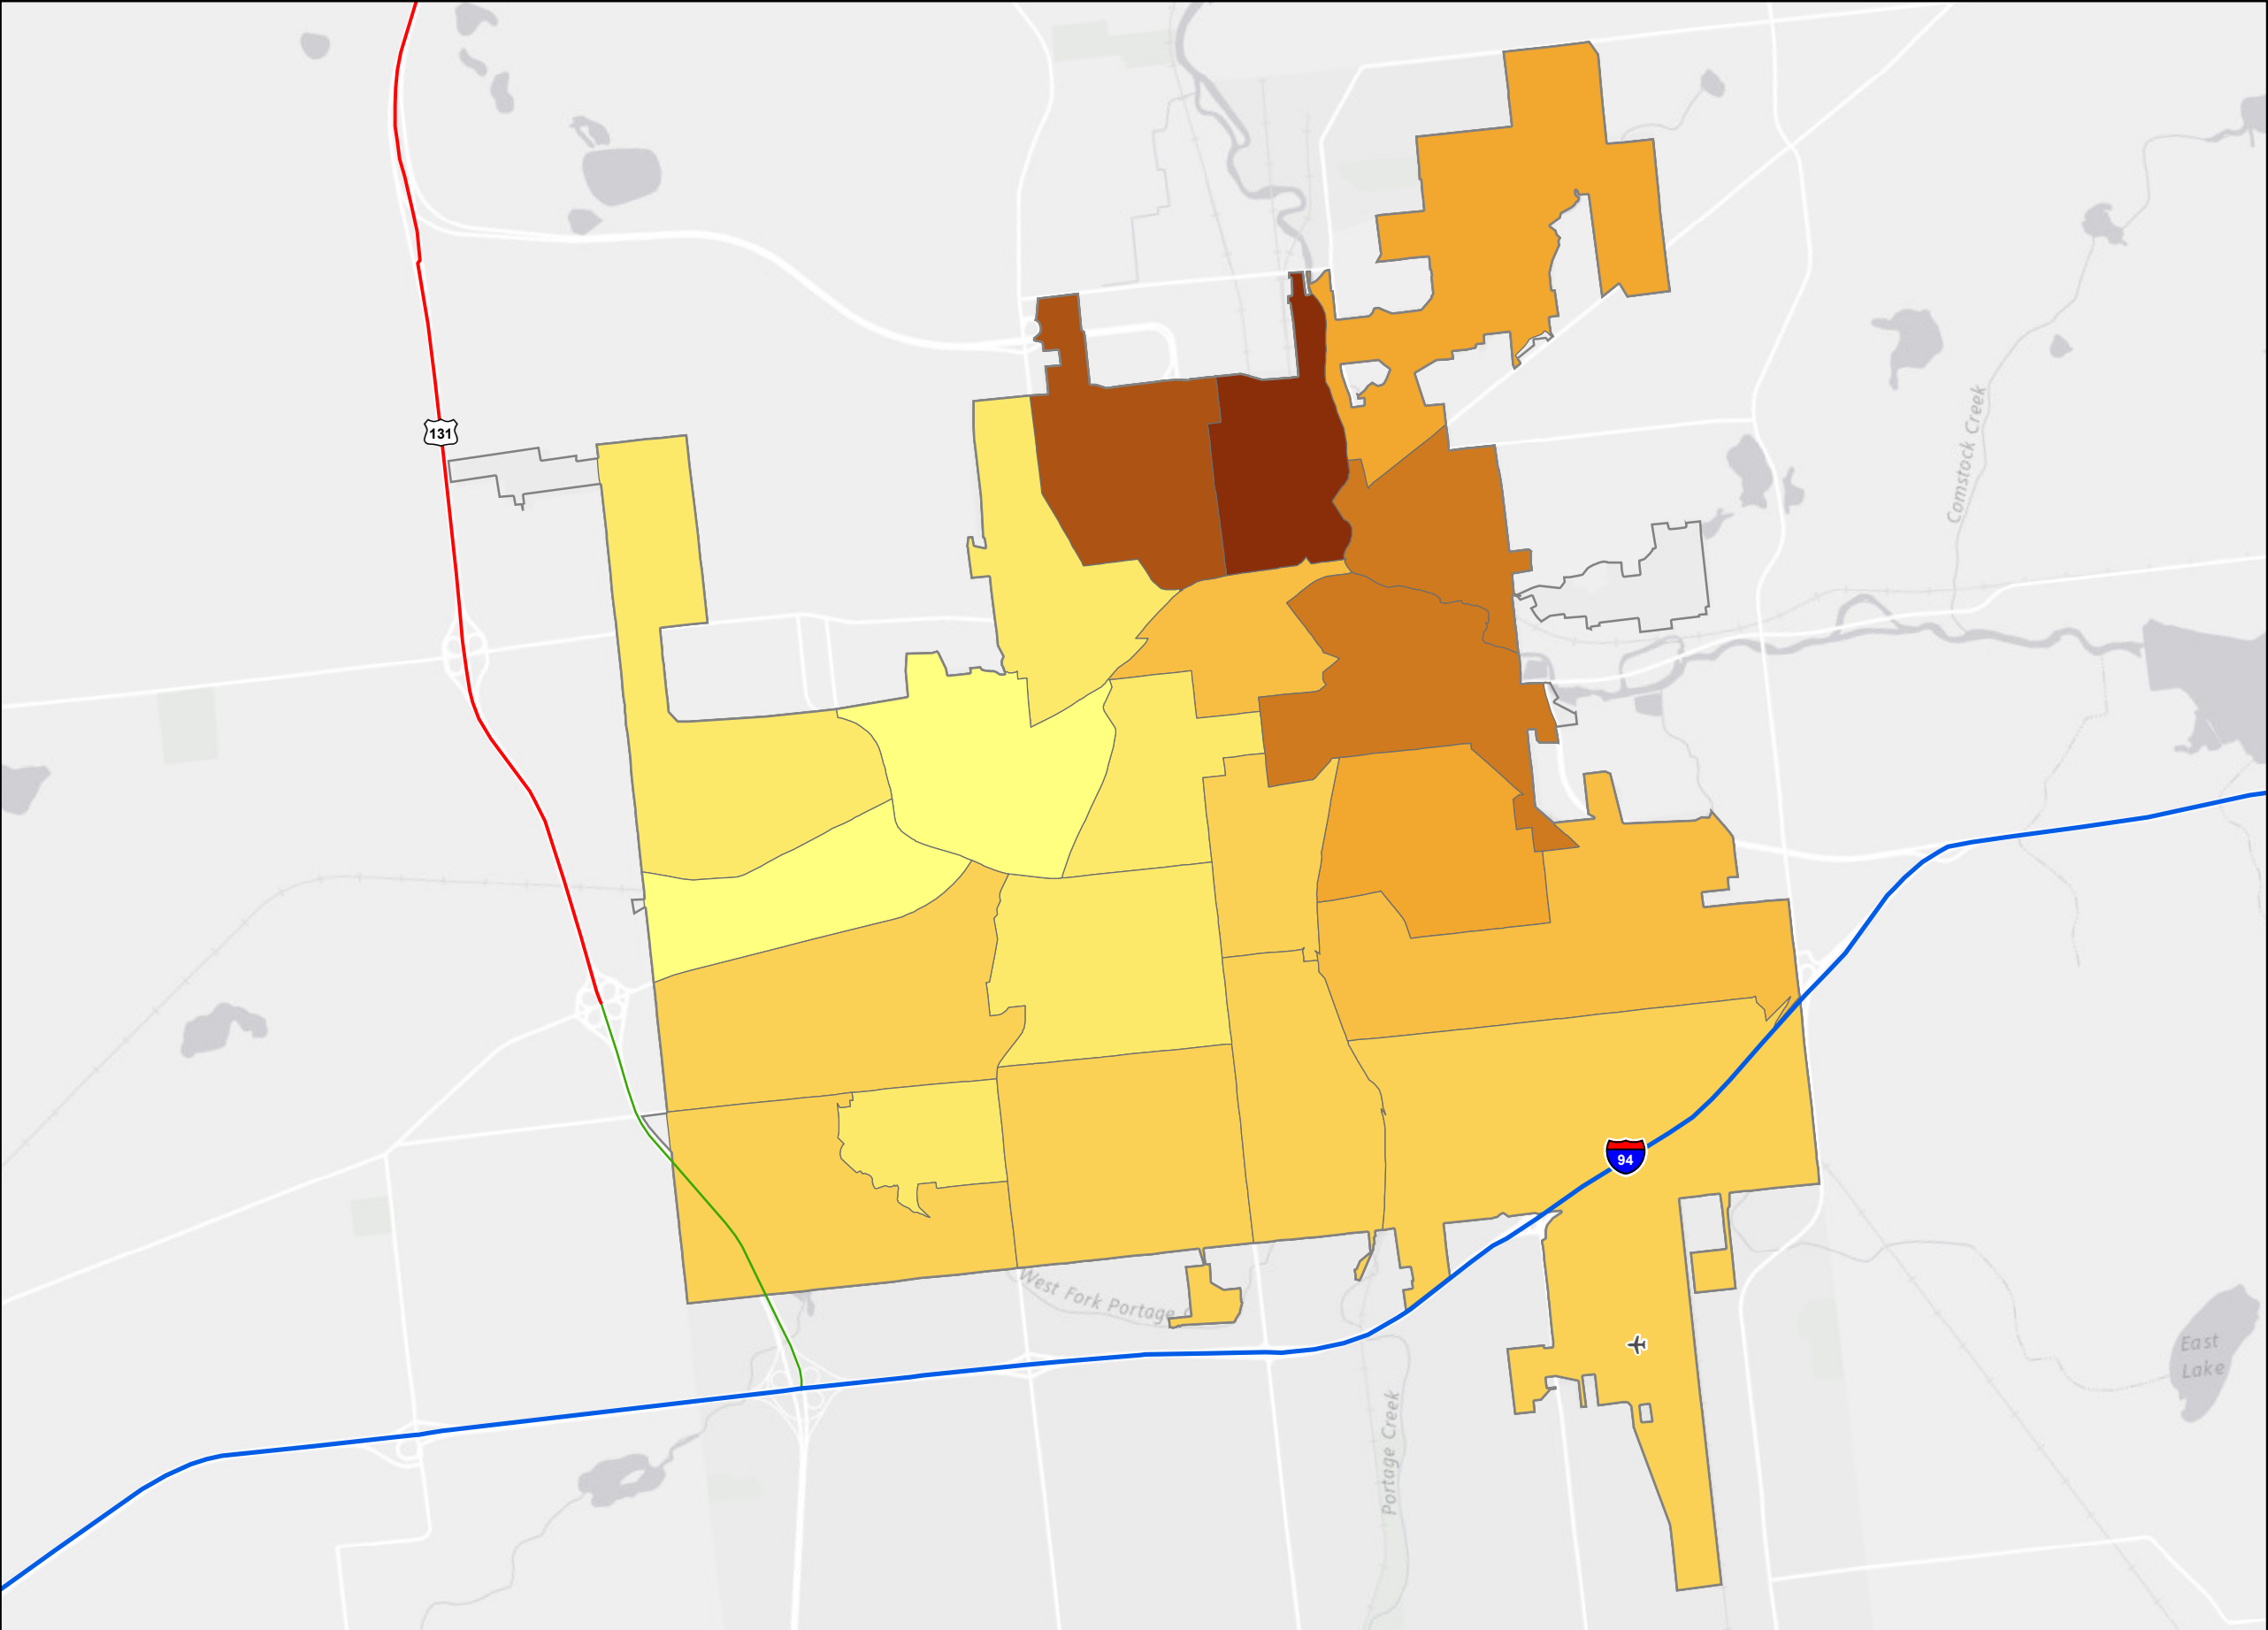 131
Comstock Creek
94
West Fork Portage
East
Lake
Portage Creek